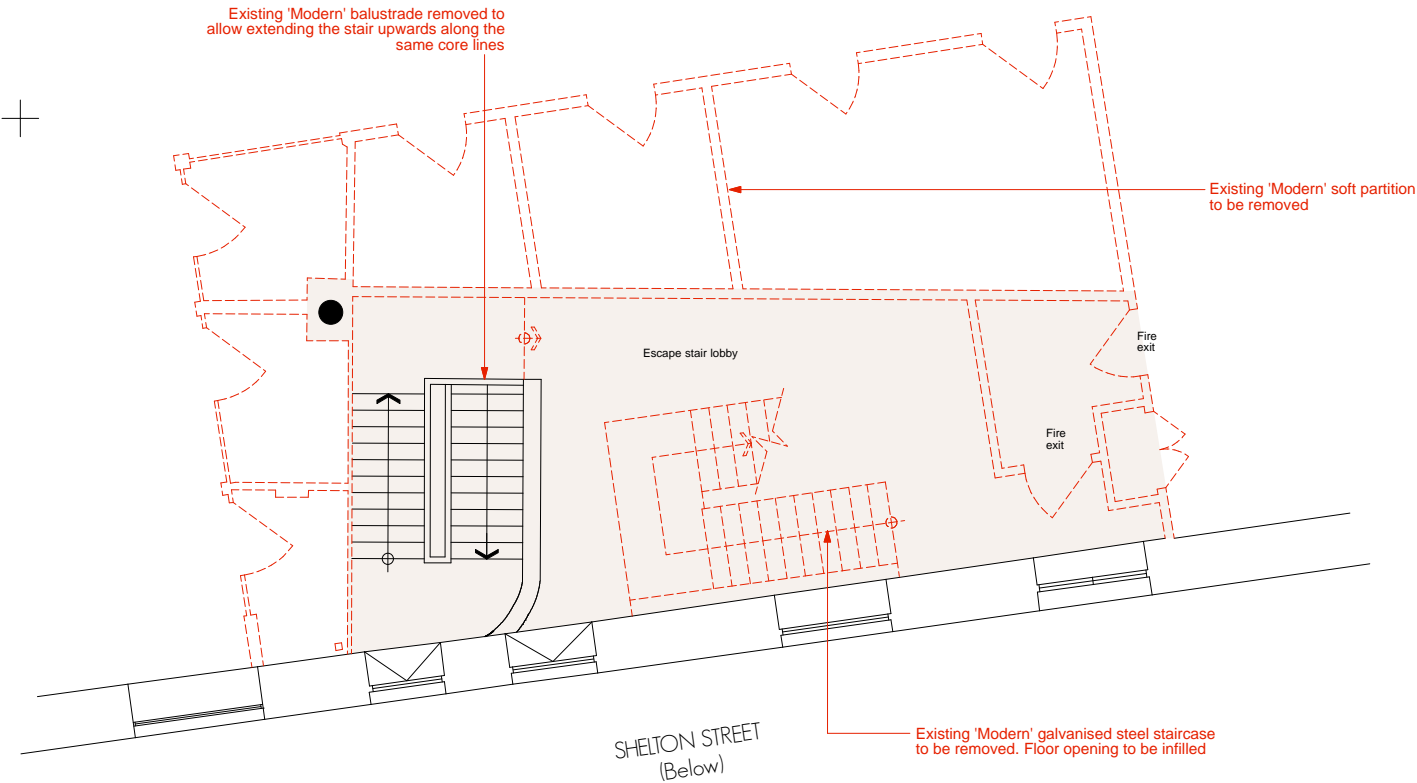 Existing 'Modern' balustrade removed to
allow extending the stair upwards along the
same core lines
Existing 'Modern' soft partition
to be removed
Fire
exit
Escape stair lobby
Fire
exit
Existing 'Modern' galvanised steel staircase
to be removed. Floor opening to be infilled
SHELTON STREET
(Below)